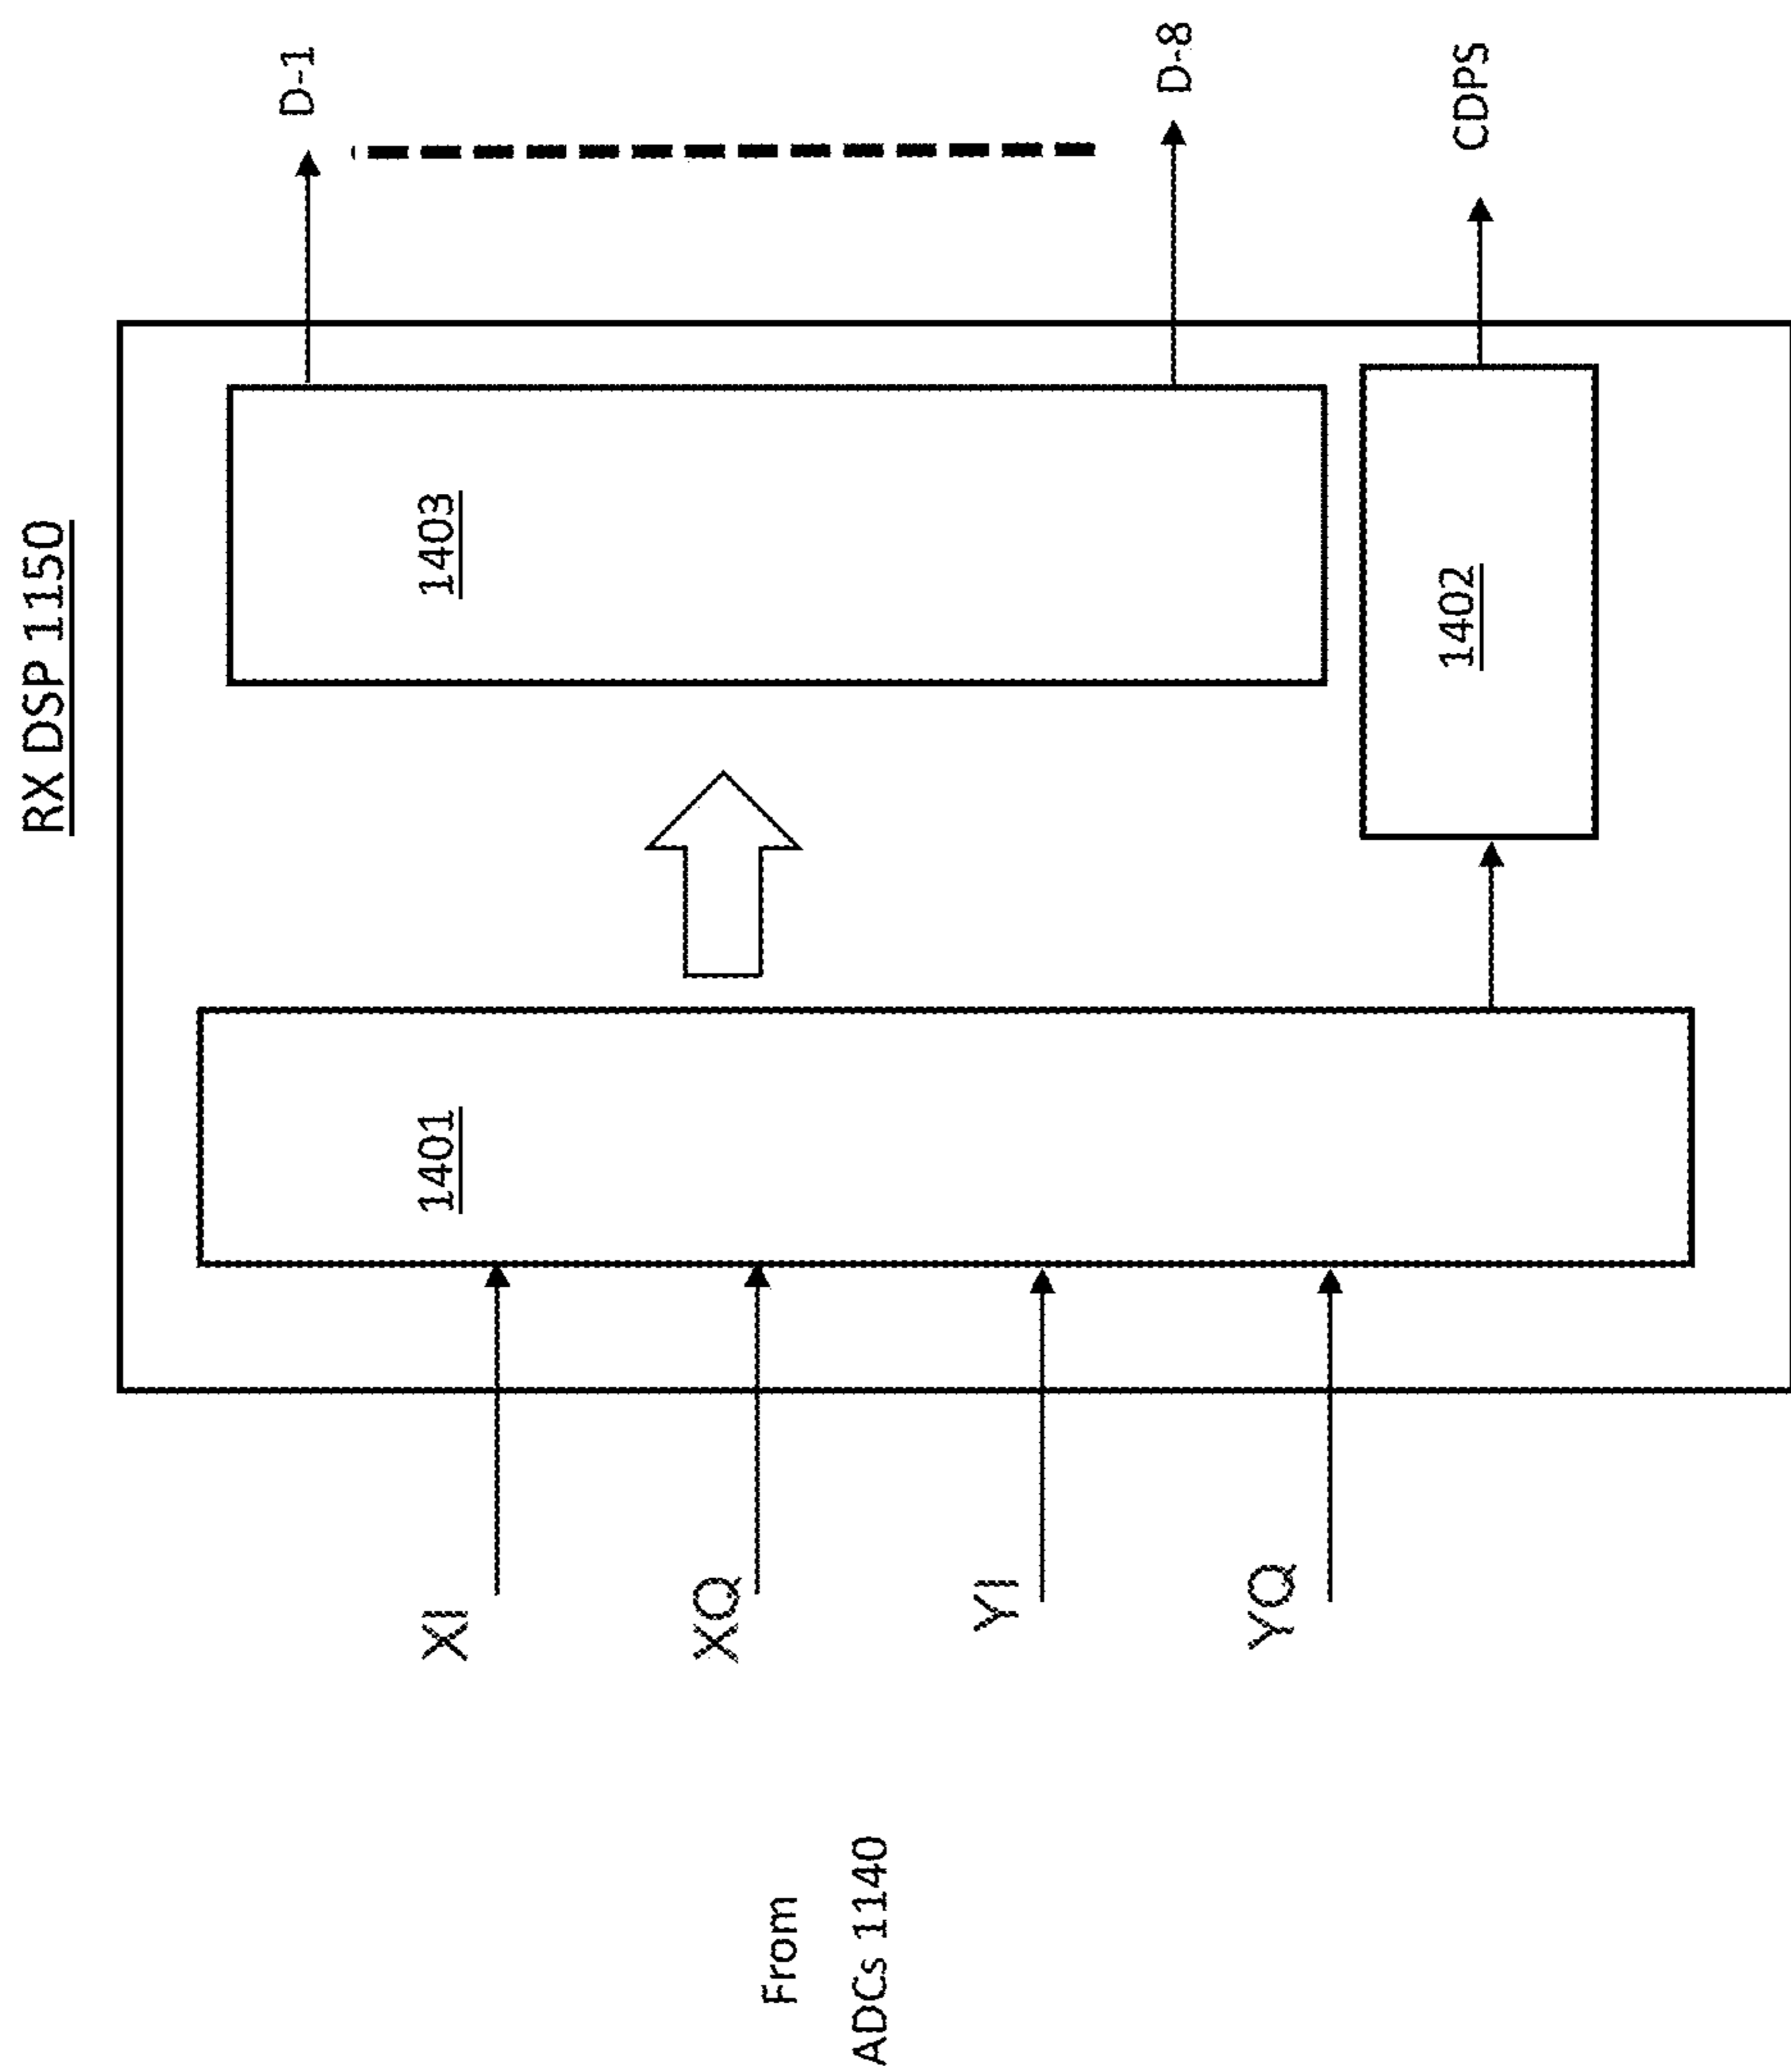 RX DSP 1150
From
ADCs 1140
XI
XQ
YI
YQ
1401
1403
1402
D-1
D-8
CDPS